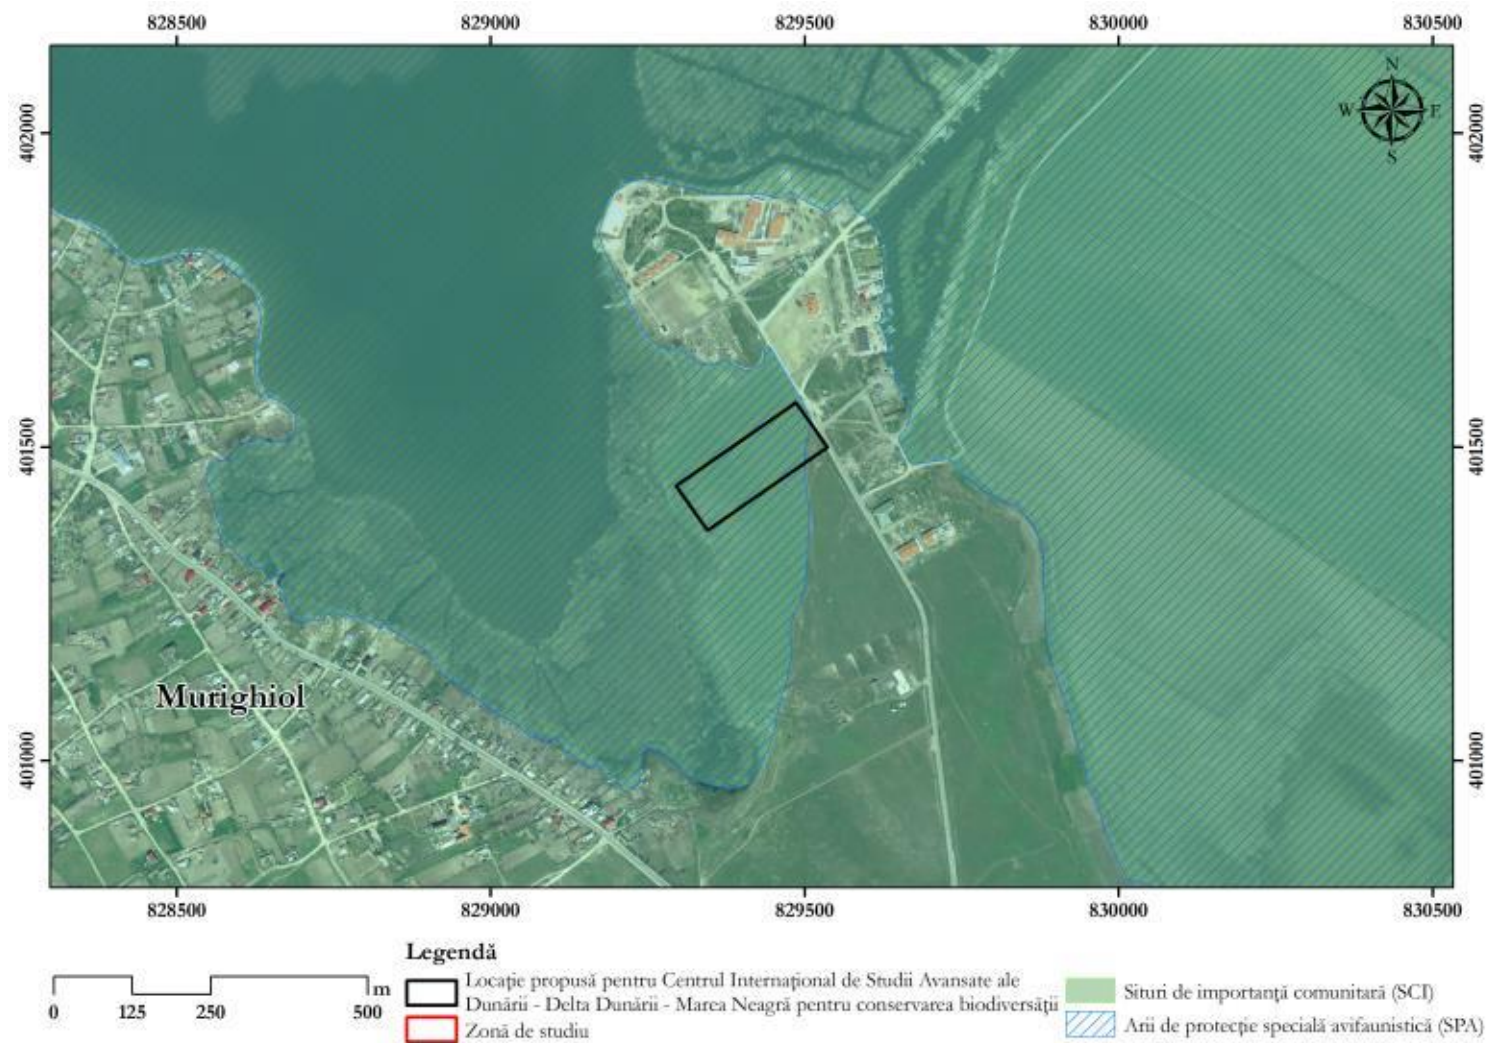 828500 829000 829500 830000 830500
N
W E
S
402000 402000
401500 401500
Murighiol
401000 401000
828500 829000 829500 830000 830500
Legendă
Locație propusă pentru Centrul Internațional de Studii Avansate ale
Dunării - Delta Dunării - Marea Neagră pentru conservarea biodiversății
Zonă de studiu
Situri de importanță comunitară (SCI)
Arii de protecție specială avifaunistică (SPA)
m
0 125 250 500